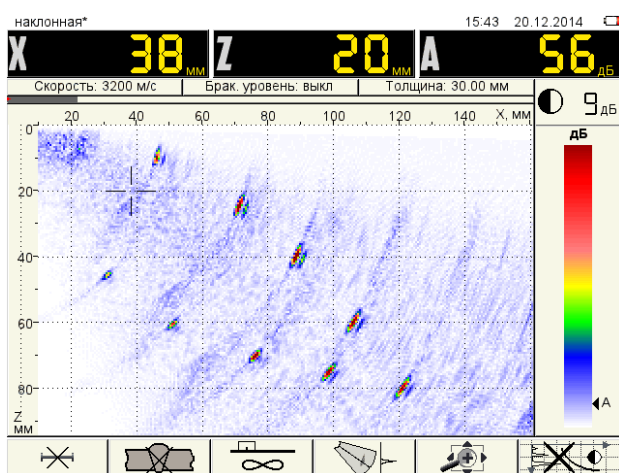 наклонная* 15:43 20.12.2014
X 38 мм Z 20 мм A 56 дБ
Скорость: 3200 м/с Брак. уровень: выкл Толщина: 30.00 мм
9 дБ
20 40 60 80 100 120 X, мм
дБ
0
20
40
60
80
Z
мм
A